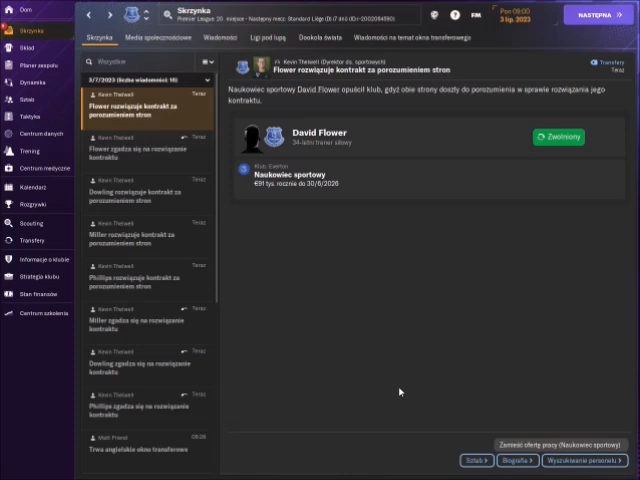 Dom
Skrzynka
Skład
Planer zespołu
Dynamika
Sztab
Taktyka
Centrum danych
Trening
Centrum medyczne
Kalendarz
Rozgrywki
Scouting
Transfery
Informacje o klubie
Strategia klubu
Stan finansów
Centrum szkolenia
Skrzynka
Premier League 20. miejsce - Następny mecz: Standard Liège (D) (7 dni)
FM
Pon 09:00
3 lip 2023
NASTĘPNA
Skrzynka
Media społecznościowe
Wiadomości
Ligi pod lupą
Dookoła świata
Wiadomości na temat okna transferowego
Wszystkie
3/7/2023 (liczba wiadomości: 16)
Kevin Thelwell
Teraz
Flower rozwiązuje kontrakt za
porozumieniem stron
Kevin Thelwell
Teraz
Flower zgadza się na rozwiązanie
kontraktu
Kevin Thelwell
Teraz
Dowling rozwiązuje kontrakt za
porozumieniem stron
Kevin Thelwell
Teraz
Miller rozwiązuje kontrakt za
porozumieniem stron
Kevin Thelwell
Teraz
Phillips rozwiązuje kontrakt za
porozumieniem stron
Kevin Thelwell
Teraz
Miller zgadza się na rozwiązanie
kontraktu
Kevin Thelwell
Teraz
Dowling zgadza się na rozwiązanie
kontraktu
Kevin Thelwell
Teraz
Phillips zgadza się na rozwiązanie
kontraktu
Matt Friend
Trwa angielskie okno transferowe
Kevin Thelwell (Dyrektor ds. sportowych)
Flower rozwiązuje kontrakt za porozumieniem stron
Transfery
Teraz
Naukowiec sportowy David Flower opuścił klub, gdyż obie strony doszły do porozumienia w sprawie rozwiązania jego
kontraktu.
David Flower
34-letni trener siłowy
Zwolniony
Klub, Everton
Naukowiec sportowy
€91 tys. rocznie do 30/6/2026
Zamieść ofertę pracy (Naukowiec sportowy)
Sztab >
Biografia >
Wyszukiwanie personelu >